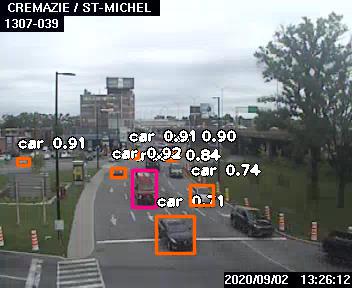 CREMAZIE / ST-MICHEL
1307-039
car 0.91
car 0.91 0.90
car 0.92 0.84
car 0.74
car 0.71
2020/09/02 13:26:12